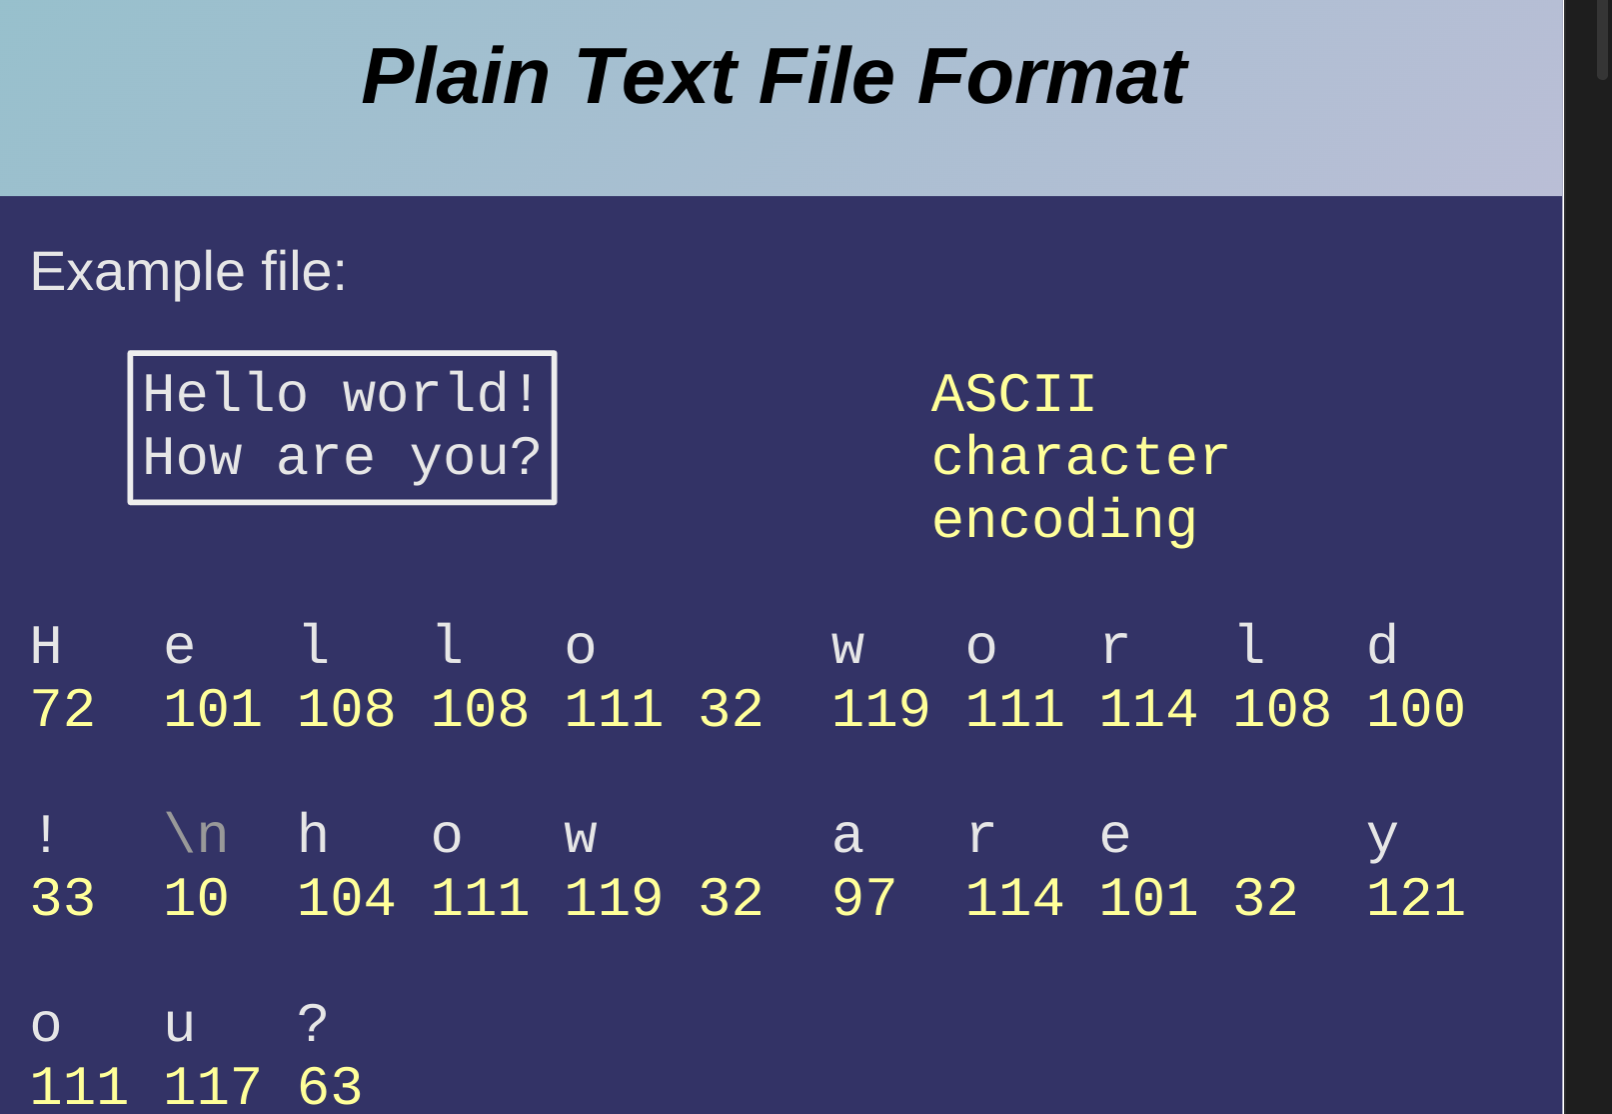 Plain Text File Format
Example file:
Hello world!
How are you?
ASCII
character
encoding
H e l l o w o r l d
72 101 108 108 111 32 119 111 114 108 100
! \n h o w a r e y
33 10 104 111 119 32 97 114 101 32 121
o u ?
111 117 63